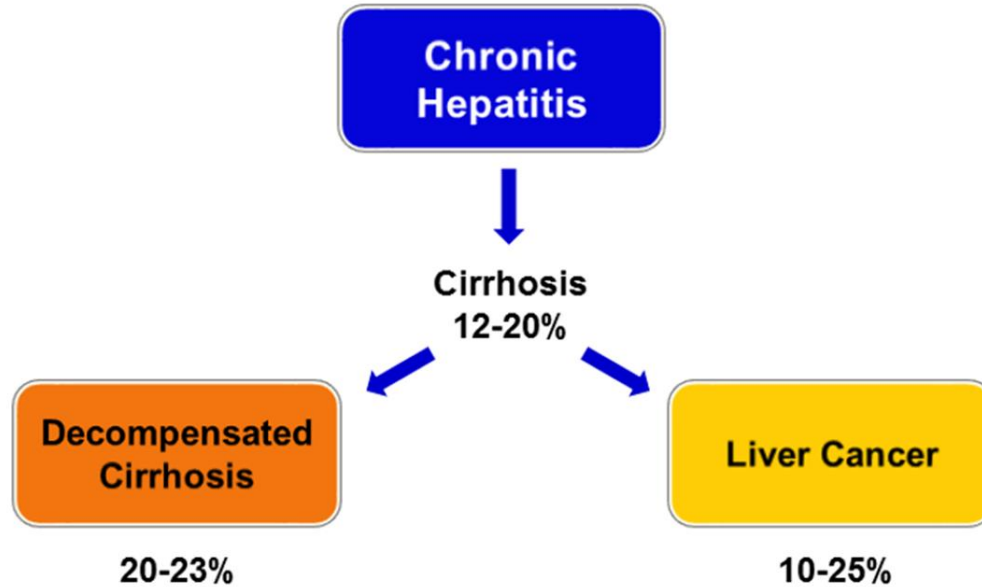 Chronic
Hepatitis
Cirrhosis
12-20%
Decompensated
Cirrhosis
Liver Cancer
20-23%
10-25%